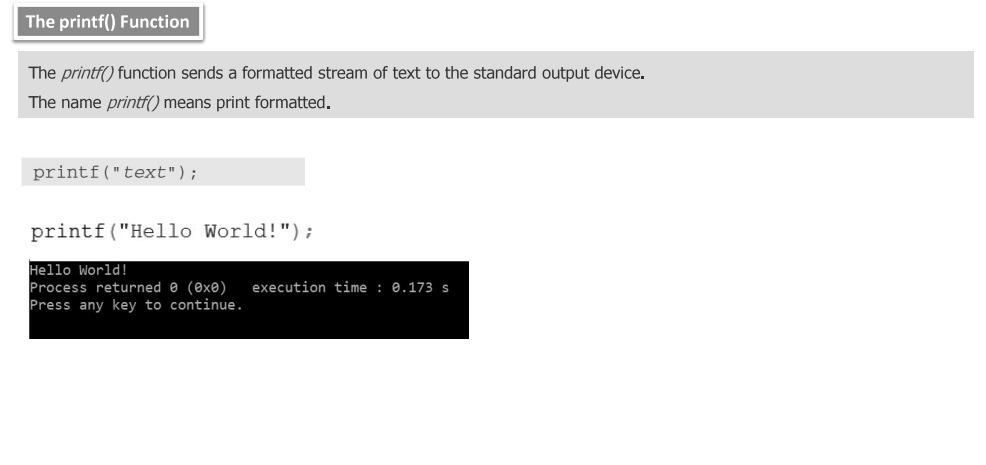 The printf() Function
The printf() function sends a formatted stream of text to the standard output device.
The name printf() means print formatted.
printf("text");
printf("Hello World!");
Hello World!
Process returned 0 (0x0)   execution time : 0.173 s
Press any key to continue.